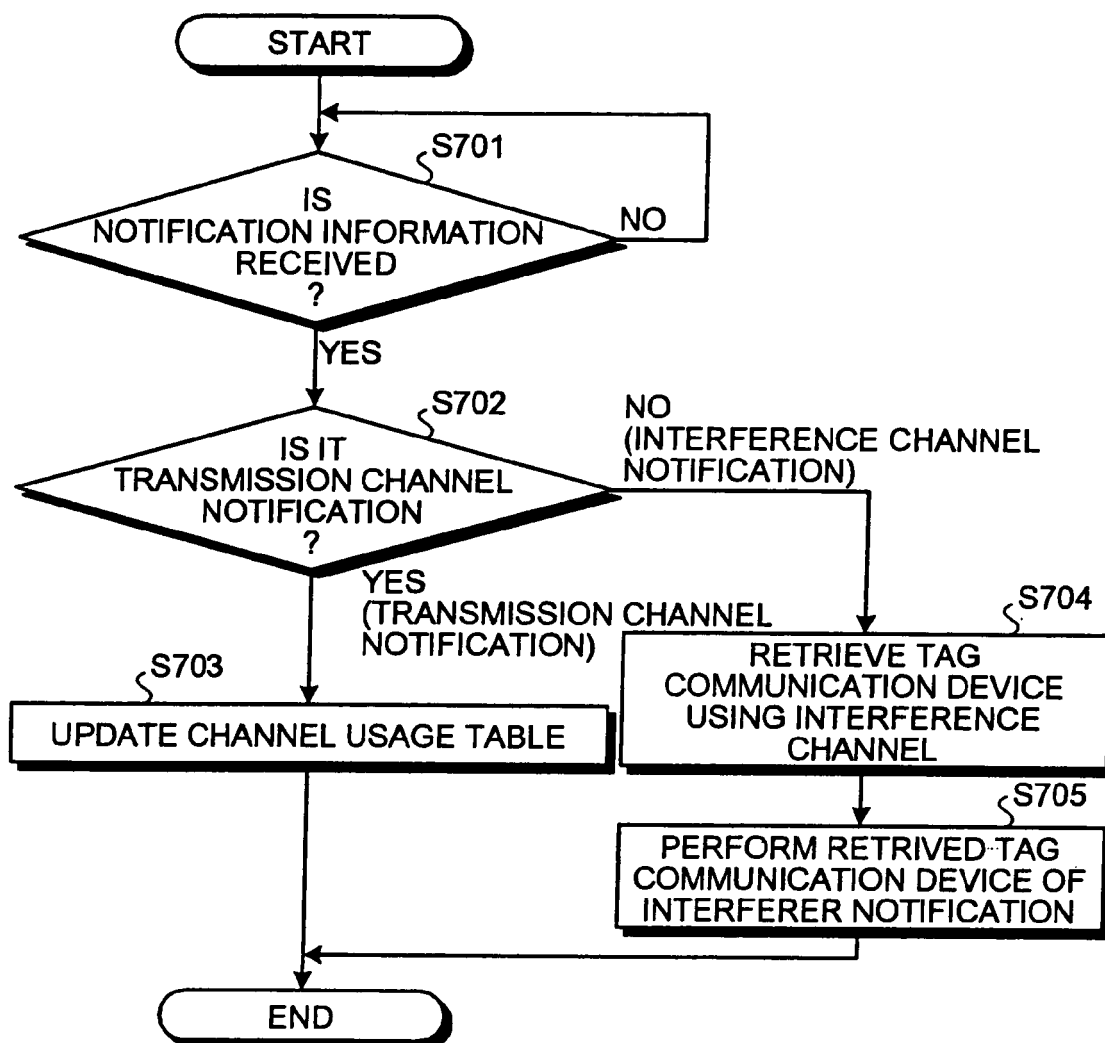 START
S701
IS
NOTIFICATION INFORMATION
RECEIVED
?
NO
YES
S702
IS IT
TRANSMISSION CHANNEL
NOTIFICATION
?
NO
(INTERFERENCE CHANNEL
NOTIFICATION)
YES
(TRANSMISSION CHANNEL
NOTIFICATION)
S703
UPDATE CHANNEL USAGE TABLE
S704
RETRIEVE TAG
COMMUNICATION DEVICE
USING INTERFERENCE
CHANNEL
S705
PERFORM RETRIVED TAG
COMMUNICATION DEVICE OF
INTERFERER NOTIFICATION
END